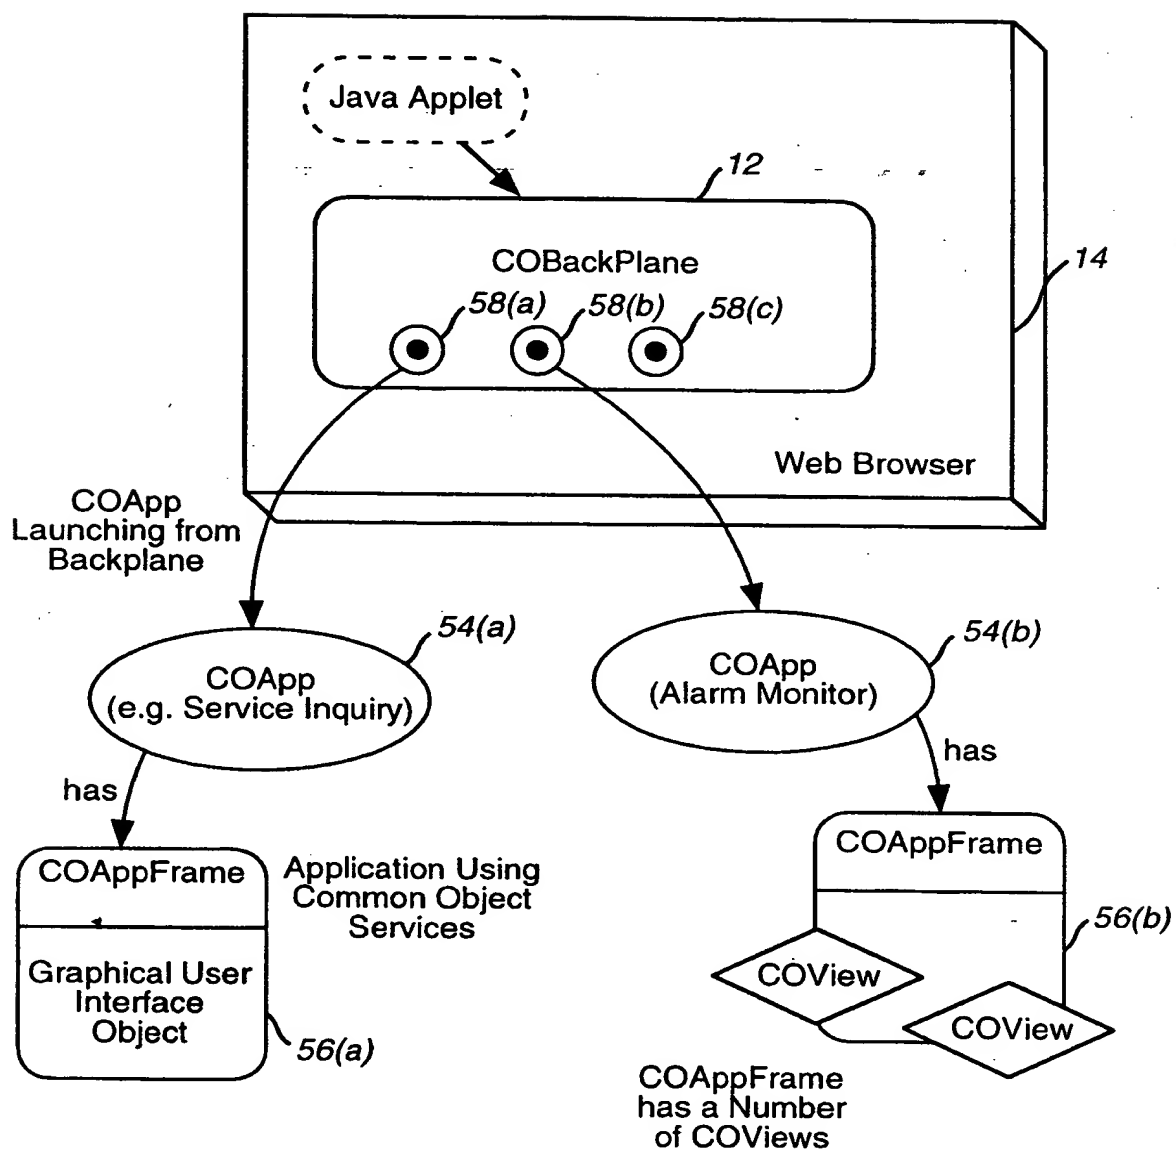 Java Applet
12
COBackPlane
14
58(a)
58(b)
58(c)
Web Browser
COApp
Launching from
Backplane
54(a)
54(b)
COApp
(e.g. Service Inquiry)
COApp
(Alarm Monitor)
has
has
COAppFrame
Application Using
Common Object
Services
COAppFrame
56(b)
Graphical User
Interface
Object
COView
COView
56(a)
COAppFrame
has a Number
of COViews